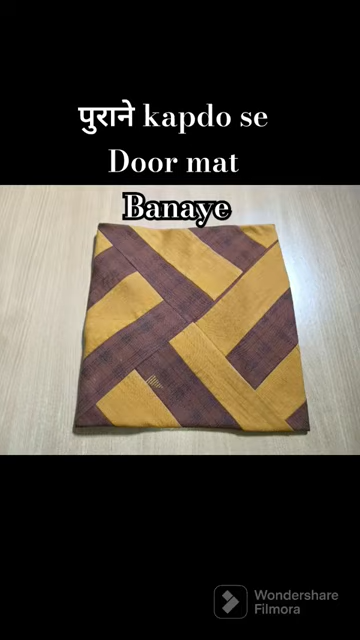 पुराने kapdo se
Door mat
Banaye
Wondershare
Filmora